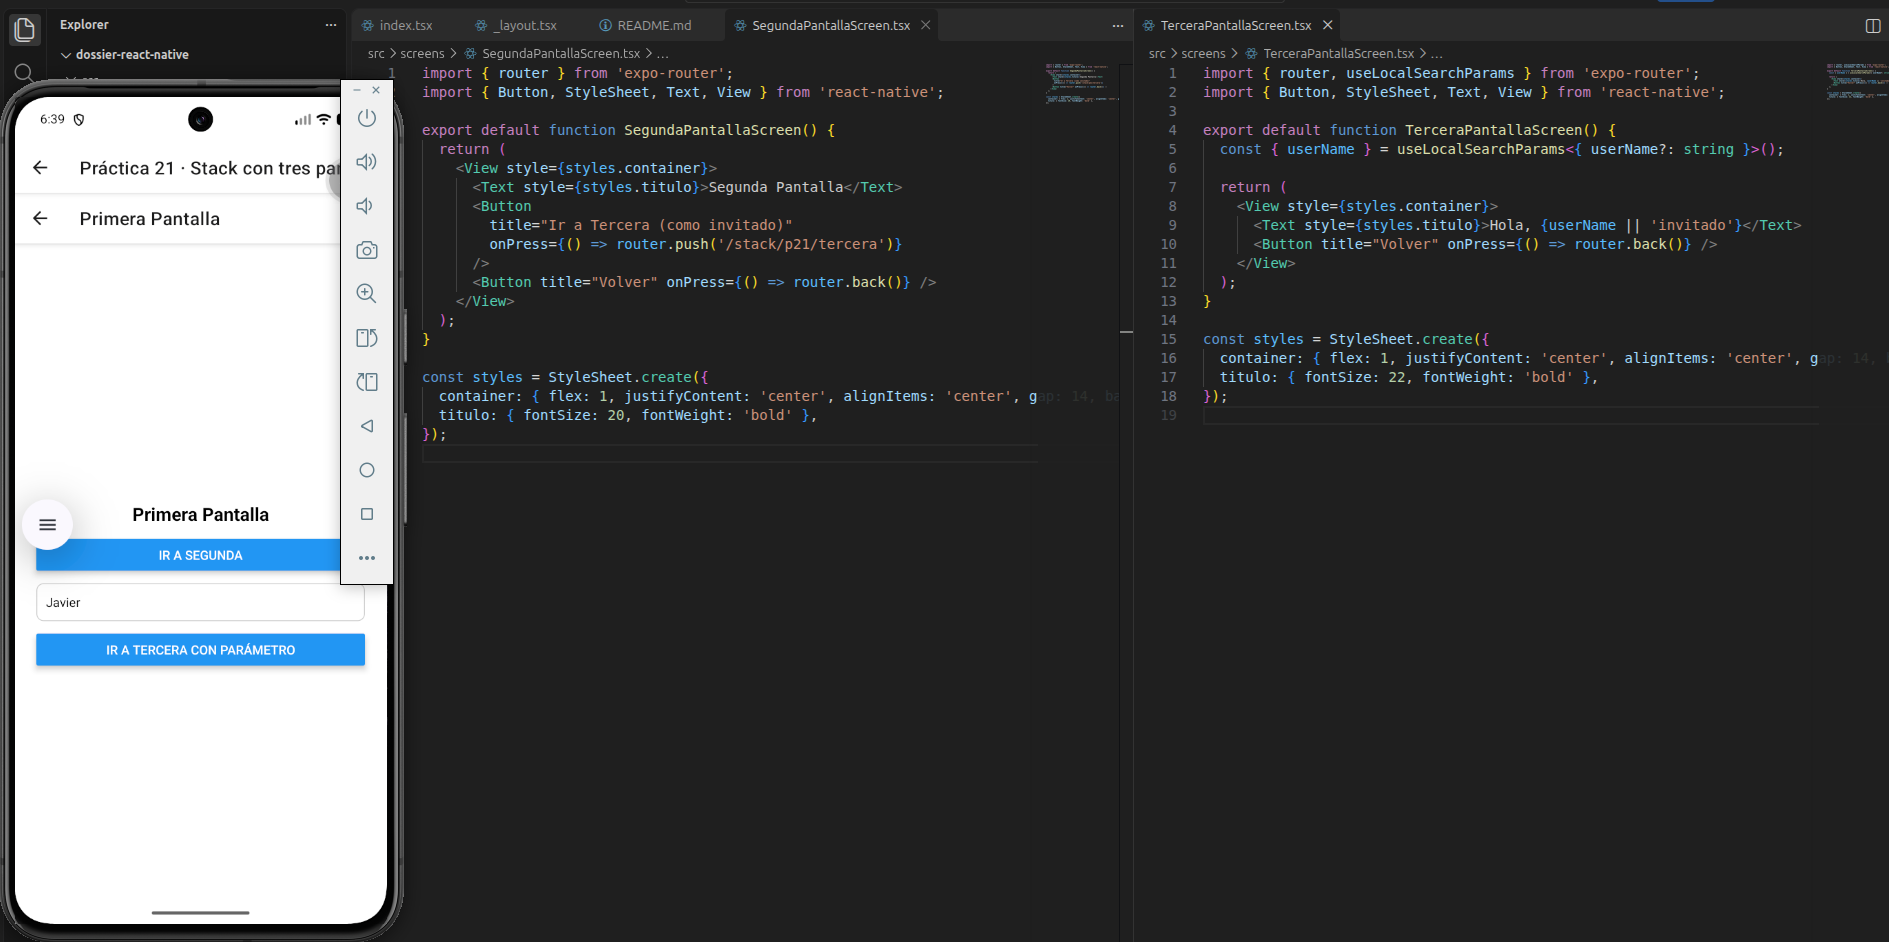 Explorer
dossier-react-native
6:39
Práctica 21 · Stack con tres pa
Primera Pantalla
Primera Pantalla
IR A SEGUNDA
Javier
IR A TERCERA CON PARÁMETRO
index.tsx
_layout.tsx
README.md
SegundaPantallaScreen.tsx
src > screens > SegundaPantallaScreen.tsx > ...
1
import { router } from 'expo-router';
import { Button, StyleSheet, Text, View } from 'react-native';
export default function SegundaPantallaScreen() {
return (
<View style={styles.container}>
<Text style={styles.titulo}>Segunda Pantalla</Text>
<Button
title="Ir a Tercera (como invitado)"
onPress={() => router.push('/stack/p21/tercera')}
/>
<Button title="Volver" onPress={() => router.back()} />
</View>
);
}
const styles = StyleSheet.create({
container: { flex: 1, justifyContent: 'center', alignItems: 'center', gap: 14, ba
titulo: { fontSize: 20, fontWeight: 'bold' },
});
TerceraPantallaScreen.tsx
src > screens > TerceraPantallaScreen.tsx > ...
1 import { router, useLocalSearchParams } from 'expo-router';
2 import { Button, StyleSheet, Text, View } from 'react-native';
3
4 export default function TerceraPantallaScreen() {
5 const { userName } = useLocalSearchParams<{ userName?: string }>();
6
7 return (
8 <View style={styles.container}>
9 <Text style={styles.titulo}>Hola, {userName || 'invitado'}</Text>
10 <Button title="Volver" onPress={() => router.back()} />
11 </View>
12 );
13 }
14
15 const styles = StyleSheet.create({
16 container: { flex: 1, justifyContent: 'center', alignItems: 'center', gap: 14,
17 titulo: { fontSize: 22, fontWeight: 'bold' },
18 });
19